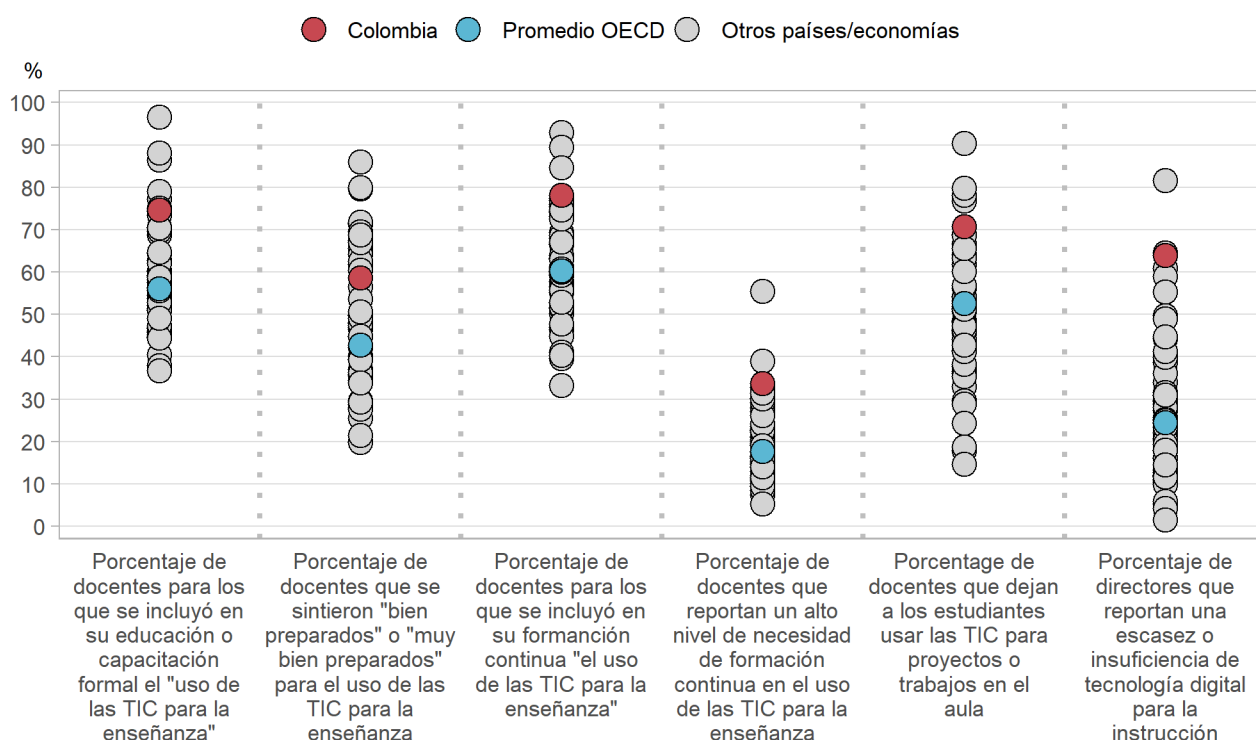 Colombia Promedio OECD Otros países/economías
%
100
90
80
70
60
50
40
30
20
10
0
Porcentaje de
docentes para los
que se incluyó en
su educación o
capacitación
formal el "uso de
las TIC para la
enseñanza"
Porcentaje de
docentes que se
sintieron "bien
preparados" o "muy
bien preparados"
para el uso de las
TIC para la
enseñanza
Porcentaje de
docentes para los
que se incluyó en
su formanción
continua "el uso
de las TIC para la
enseñanza"
Porcentaje de
docentes que
reportan un alto
nivel de necesidad
de formación
continua en el uso
de las TIC para la
enseñanza
Porcentage de
docentes que dejan
a los estudiantes
usar las TIC para
proyectos o
trabajos en el
aula
Porcentaje de
directores que
reportan una
escasez o
insuficiencia de
tecnología digital
para la
instrucción